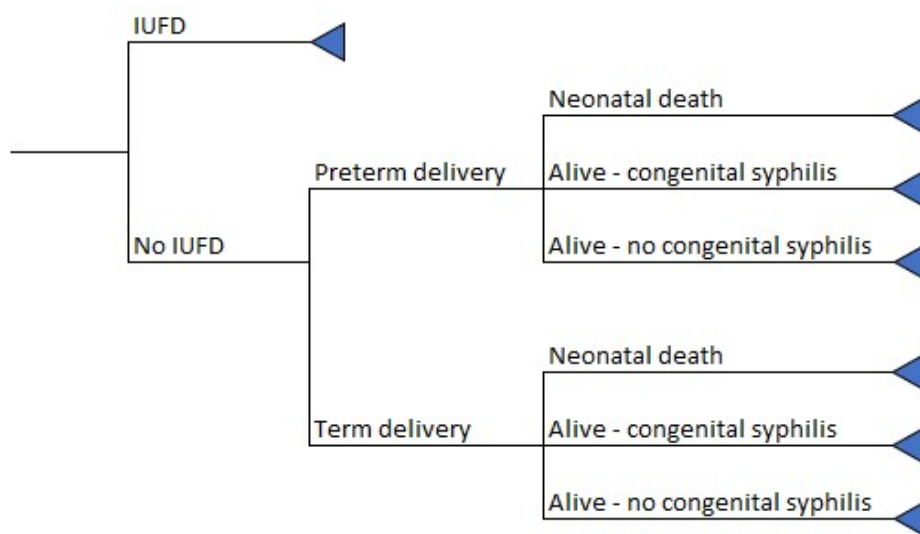 IUFD
Neonatal death
Preterm delivery
Alive - congenital syphilis
No IUFD
Alive - no congenital syphilis
Neonatal death
Term delivery
Alive - congenital syphilis
Alive - no congenital syphilis